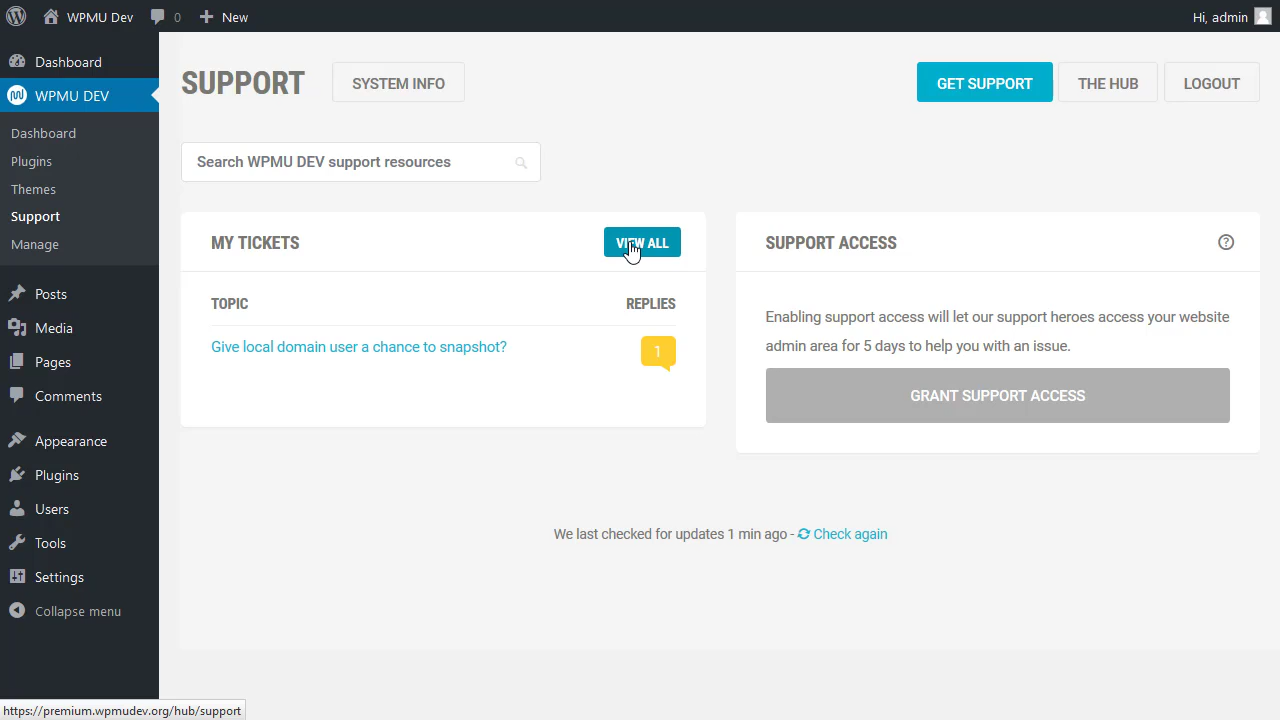 WPMU Dev
0
New
Hi, admin
Dashboard
WPMU DEV
Dashboard
Plugins
Themes
Support
Manage
Posts
Media
Pages
Comments
Appearance
Plugins
Users
Tools
Settings
Collapse menu
SUPPORT
SYSTEM INFO
GET SUPPORT
THE HUB
LOGOUT
Search WPMU DEV support resources
MY TICKETS
VIEW ALL
TOPIC
REPLIES
Give local domain user a chance to snapshot?
1
SUPPORT ACCESS
?
Enabling support access will let our support heroes access your website
admin area for 5 days to help you with an issue.
GRANT SUPPORT ACCESS
We last checked for updates 1 min ago - Check again
https://premium.wpmudev.org/hub/support